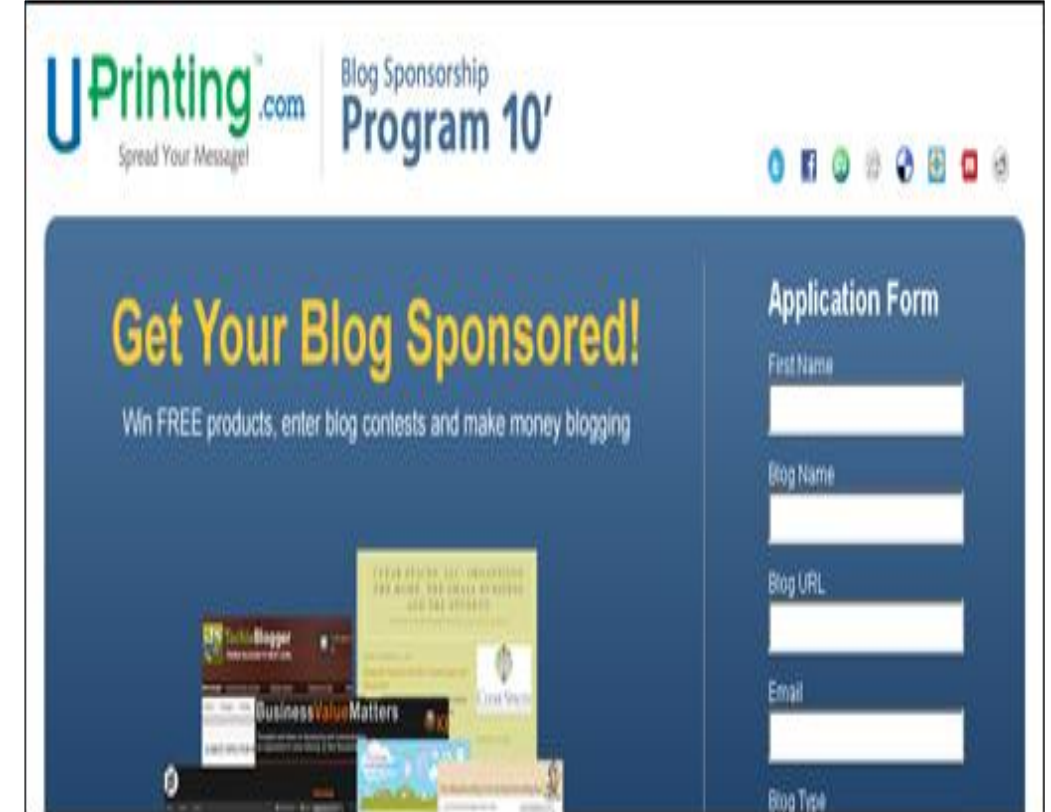 UPrinting.com
Spread Your Message!
Blog Sponsorship
Program 10'
Get Your Blog Sponsored!
Win FREE products, enter blog contests and make money blogging
Application Form
First Name
Blog Name
Blog URL
Email
Blog Type
BusinessValueMatters